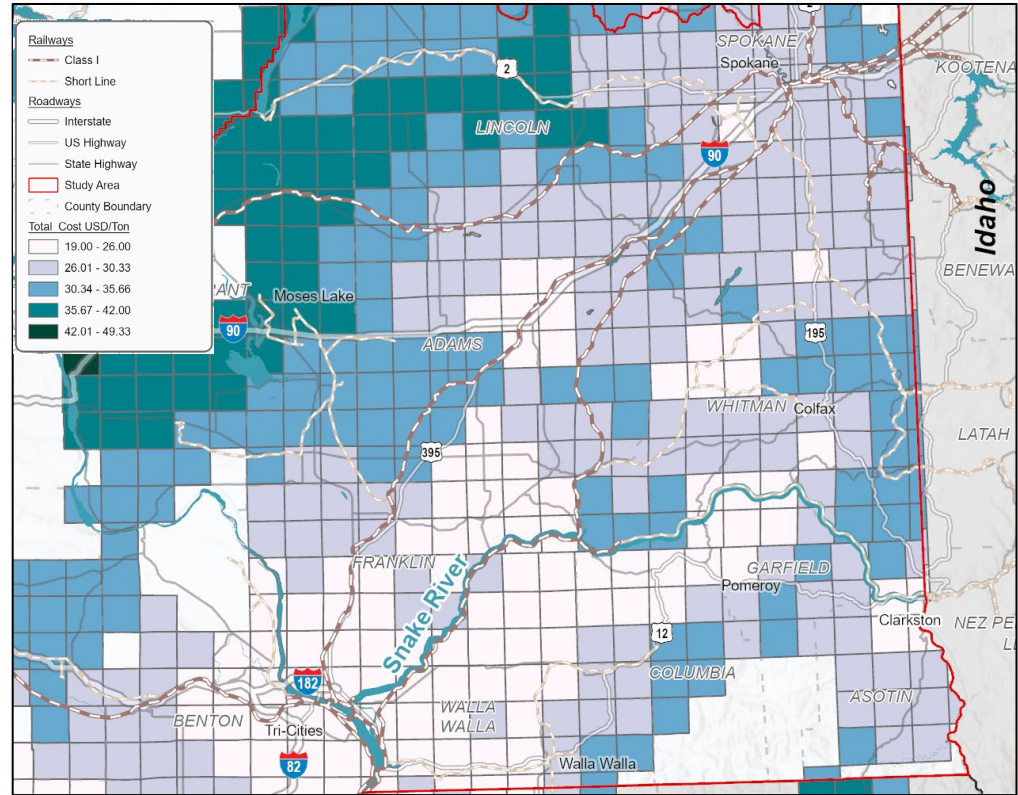 Railways
Class I
Short Line
Roadways
Interstate
US Highway
State Highway
Study Area
County Boundary
Total Cost USD/Ton
19.00 - 26.00
26.01 - 30.33
30.34 - 35.66
35.67 - 42.00
42.01 - 49.33
2
2
SPOKANE
Spokane
KOOTENA
LINCOLN
90
Idaho
BENEWA
ANT
Moses Lake
90
195
ADAMS
WHITMAN
Colfax
LATAH
395
FRANKLIN
Snake River
GARFIELD
Pomeroy
Clarkston
NEZ PE
12
COLUMBIA
182
ASOTIN
BENTON
WALLA
WALLA
Tri-Cities
82
Walla Walla